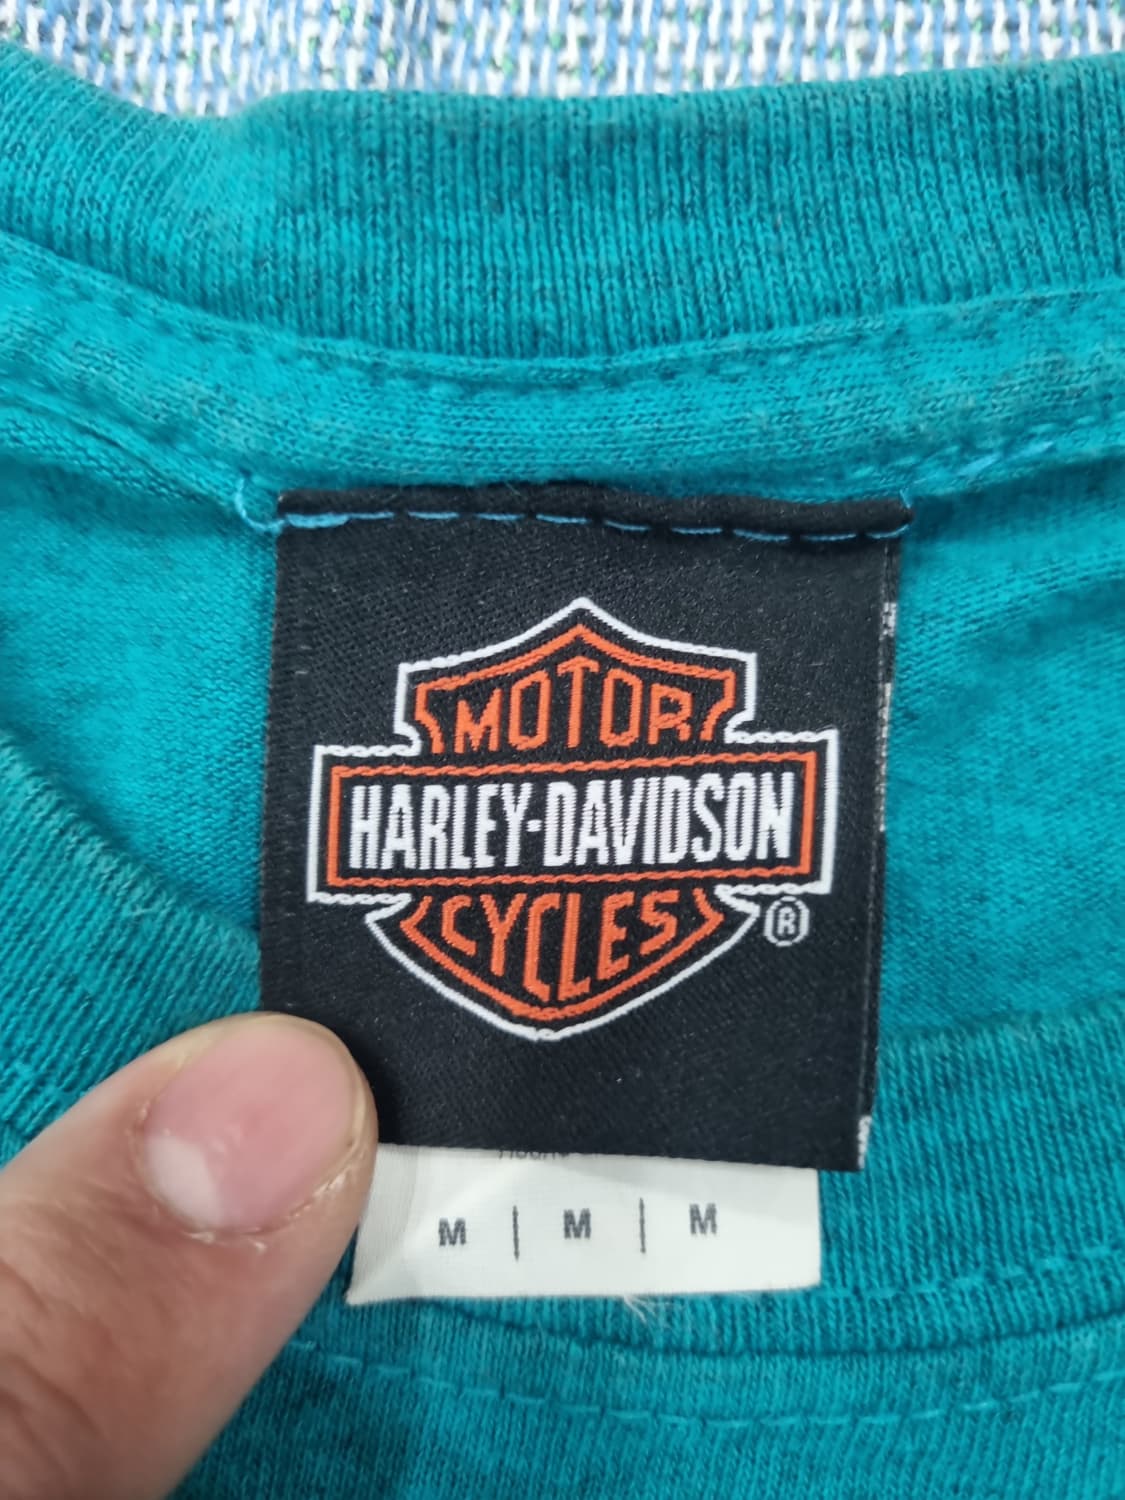 MOTOR
HARLEY-DAVIDSON
CYCLES
®
M | M | M